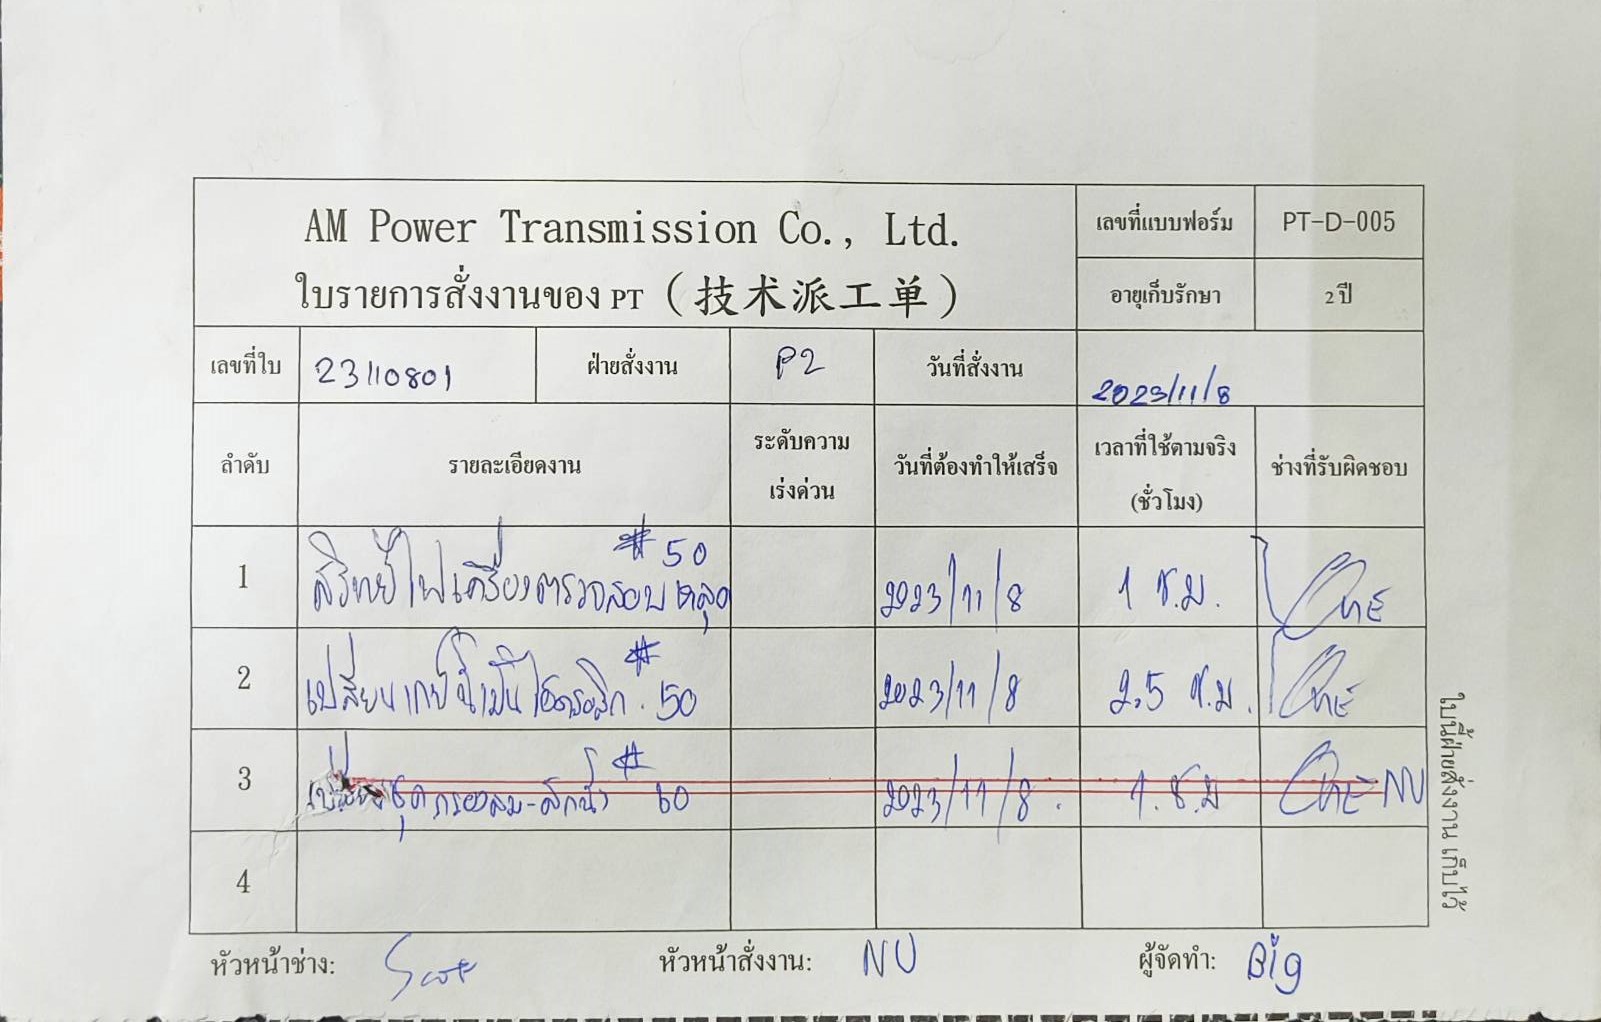 AM Power Transmission Co., Ltd.
ใบรายการสั่งงานของ PT (技术派工单)
เลขที่แบบฟอร์ม PT-D-005
อายุเก็บรักษา 2 ปี
เลขที่ใบ 23110801 ฝ่ายสั่งงาน P2 วันที่สั่งงาน 2023/11/8
ลำดับ รายละเอียดงาน ระดับความเร่งด่วน วันที่ต้องทำให้เสร็จ เวลาที่ใช้ตามจริง (ชั่วโมง) ช่างที่รับผิดชอบ
# 50
1 ไฟเครื่องตรวจสอบหลุด 2023/11/8 1 ช.ม.
2 เปลี่ยนเกย์น้ำมันไฮดรอลิก # 50 2023/11/8 2.5 ช.ม.
3 เปลี่ยนชุดกรองลม-ดักน้ำ # 60 2023/11/8. 1.ช.ม NU
4
หัวหน้าช่าง: หัวหน้าสั่งงาน: NU ผู้จัดทำ: Big
ใบนี้ฝ่ายสั่งงาน เก็บไว้